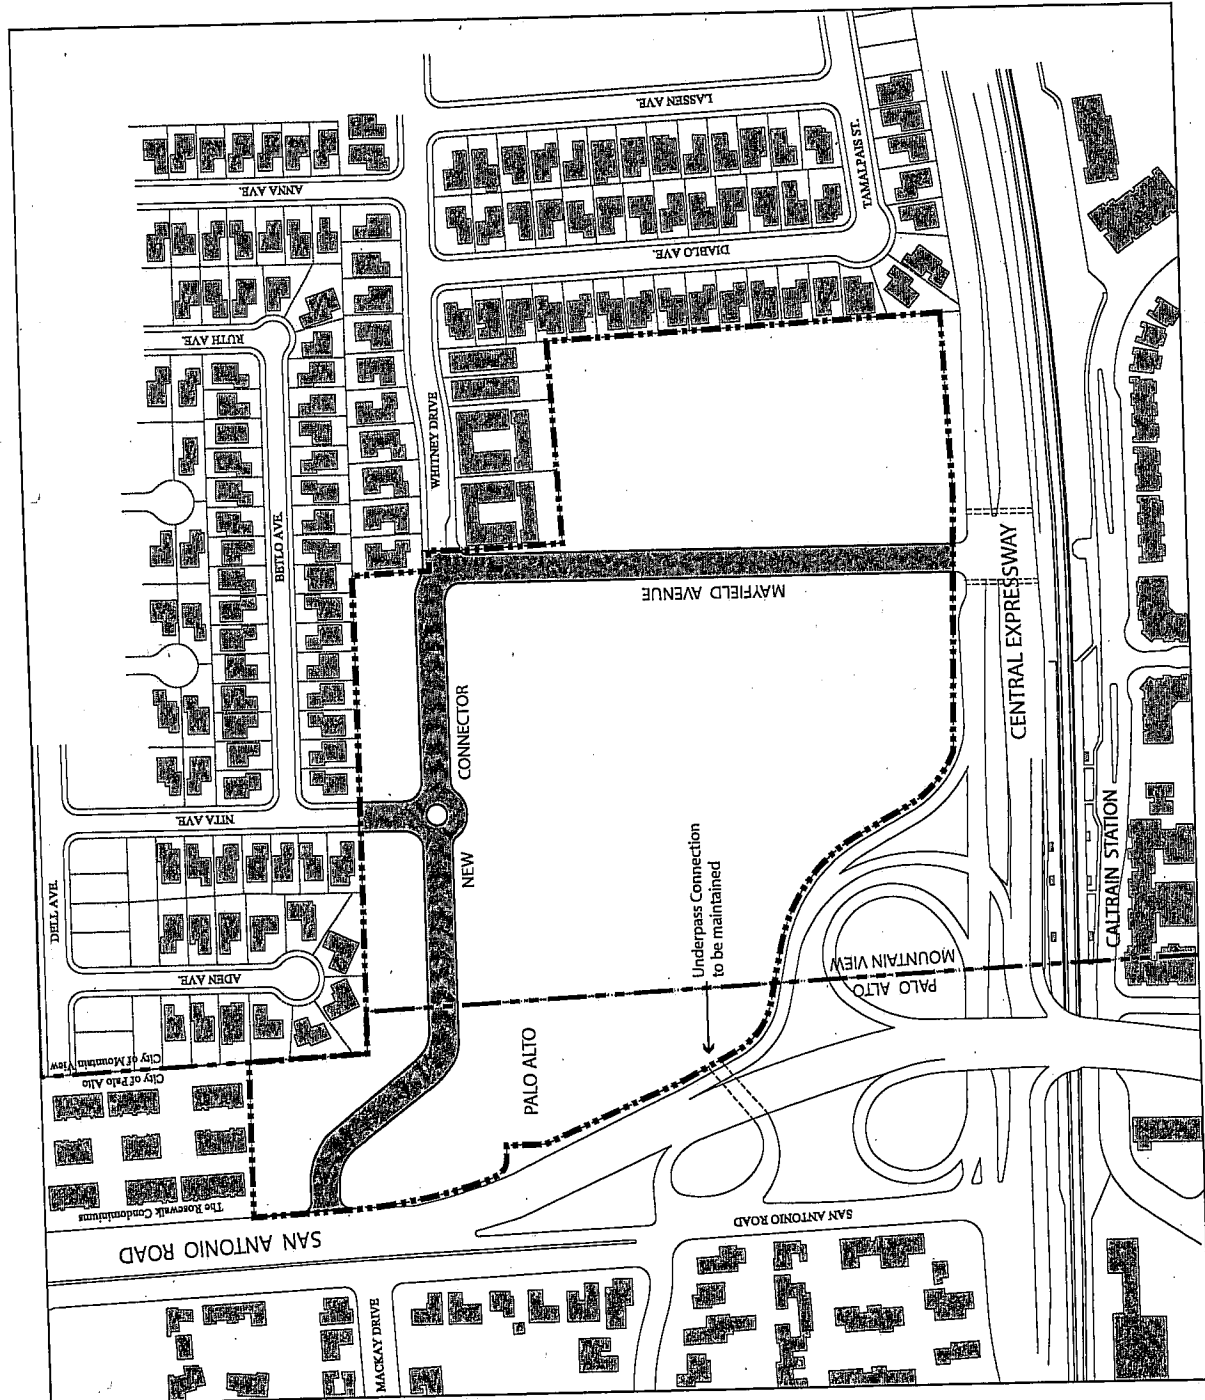 LASSEN AVE.
TAMALPAIS ST.
ANNA AVE.
DIABLO AVE.
RUTH AVE.
WHITNEY DRIVE
BEITLO AVE.
MAYFIELD AVENUE
CENTRAL EXPRESSWAY
NEW CONNECTOR
NITA AVE.
DELL AVE.
ADEN AVE.
Underpass Connection
to be maintained
CALTRAIN STATION
MOUNTAIN VIEW
PALO ALTO
City of Mountain View
City of Palo Alto
PALO ALTO
The Rosewalk Condominiums
SAN ANTONIO ROAD
SAN ANTONIO ROAD
MACKAY DRIVE